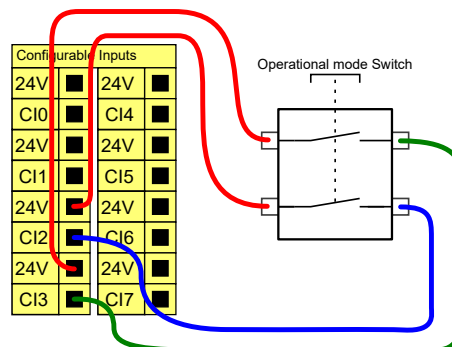 Configurable Inputs
Operational mode Switch
24V 24V
CI0 CI4
24V 24V
CI1 CI5
24V 24V
CI2 CI6
24V 24V
CI3 CI7